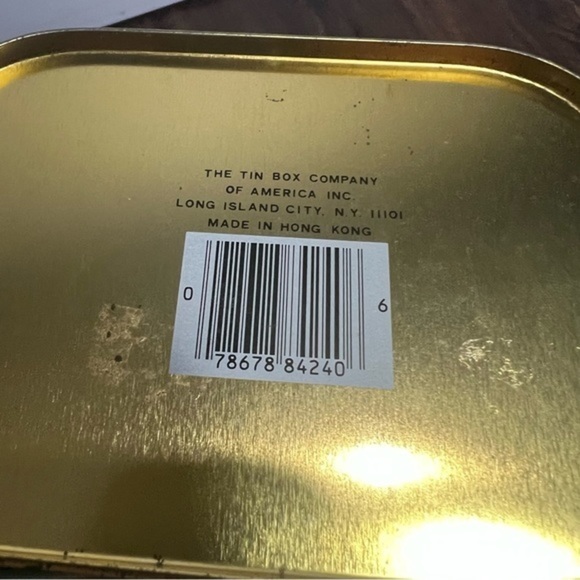 THE TIN BOX COMPANY
OF AMERICA INC.
LONG ISLAND CITY, N.Y. 11101
MADE IN HONG KONG
0 78678 84240 6